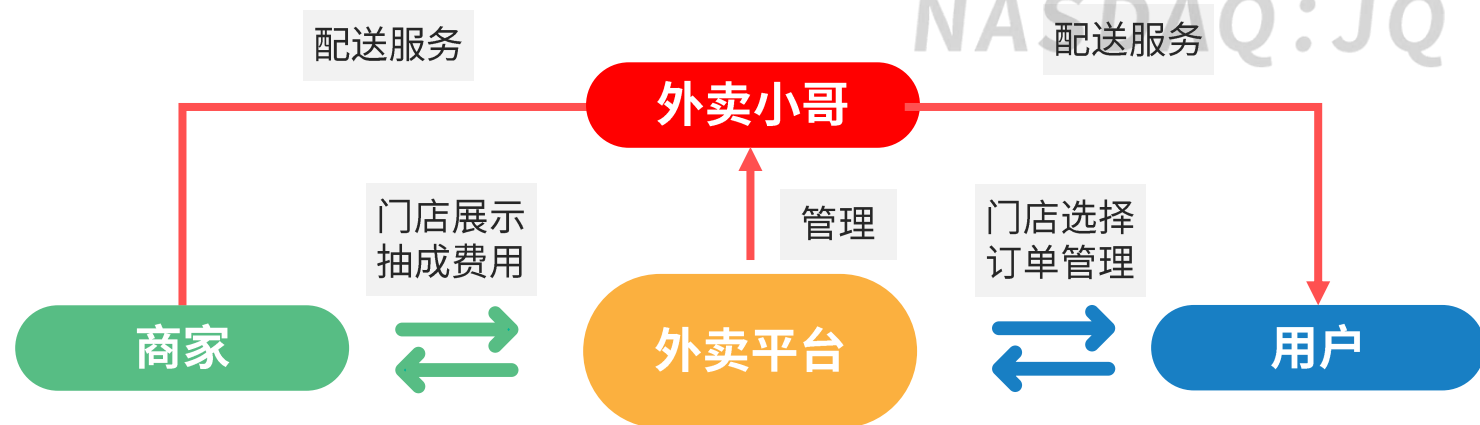 NASDAQ:JQ
配送服务
配送服务
外卖小哥
门店展示
抽成费用
管理
门店选择
订单管理
商家
外卖平台
用户